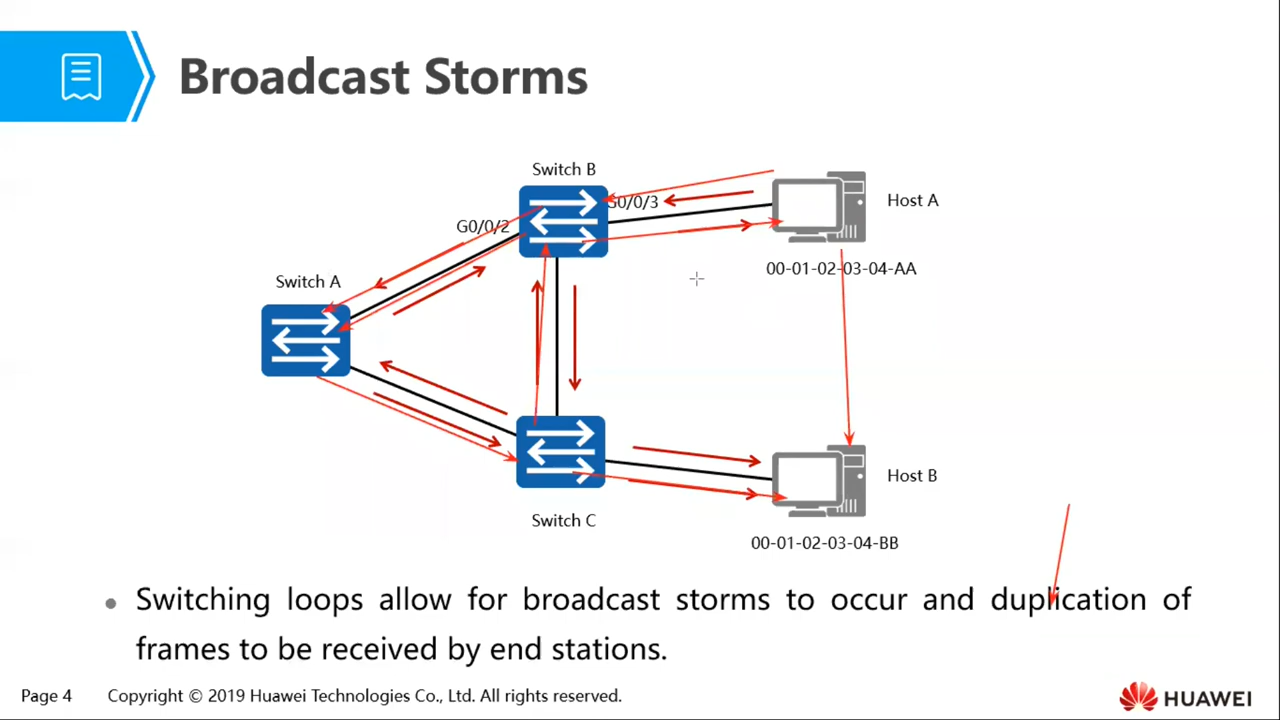 Broadcast Storms
Switch B
G0/0/3
Host A
G0/0/2
00-01-02-03-04-AA
Switch A
Host B
Switch C
00-01-02-03-04-BB
• Switching loops allow for broadcast storms to occur and duplication of
frames to be received by end stations.
Page 4 Copyright © 2019 Huawei Technologies Co., Ltd. All rights reserved.
HUAWEI